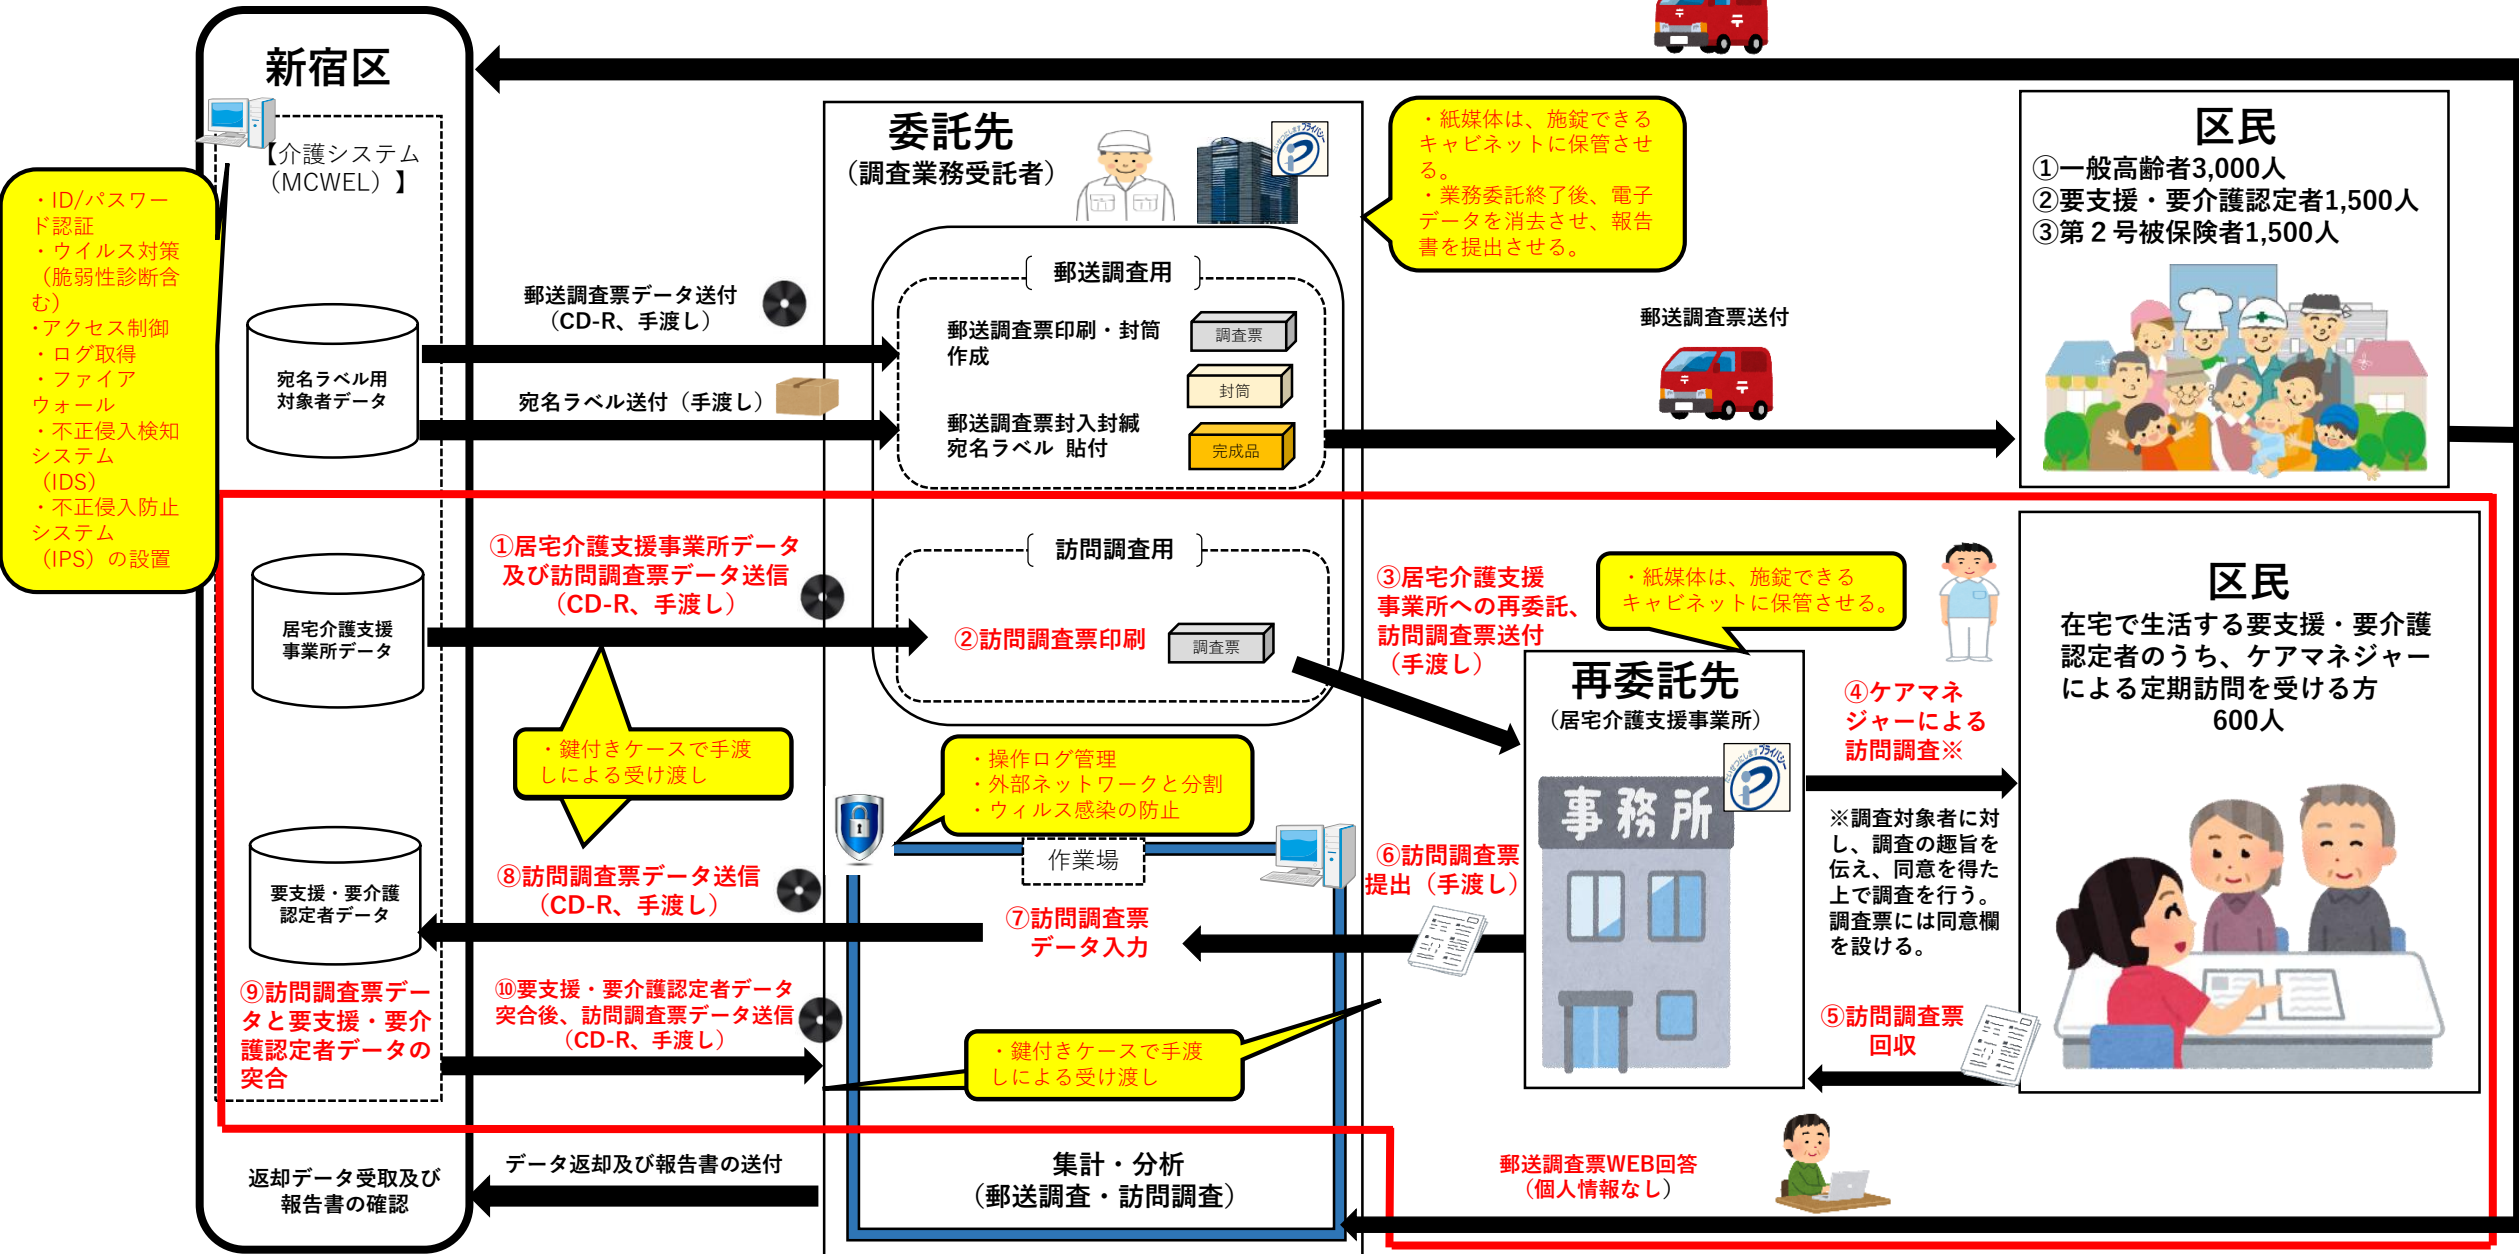 新宿区
【介護システム
（MCWEL）】
・ID/パスワー
ド認証
・ウイルス対策
（脆弱性診断含
む）
・アクセス制御
・ログ取得
・ファイア
ウォール
・不正侵入検知
システム
（IDS）
・不正侵入防止
システム
（IPS）の設置
宛名ラベル用
対象者データ
居宅介護支援
事業所データ
要支援・要介護
認定者データ
⑨訪問調査票デー
タと要支援・要介
護認定者データの
突合
返却データ受取及び
報告書の確認
郵送調査票データ送付
（CD-R、手渡し）
宛名ラベル送付（手渡し）
①居宅介護支援事業所データ
及び訪問調査票データ送信
（CD-R、手渡し）
・鍵付きケースで手渡
しによる受け渡し
⑧訪問調査票データ送信
（CD-R、手渡し）
⑩要支援・要介護認定者データ
突合後、訪問調査票データ送信
（CD-R、手渡し）
データ返却及び報告書の送付
委託先
（調査業務受託者）
・紙媒体は、施錠できる
キャビネットに保管させ
る。
・業務委託終了後、電子
データを消去させ、報告
書を提出させる。
郵送調査用
郵送調査票印刷・封筒
作成
調査票
封筒
郵送調査票封入封緘
宛名ラベル 貼付
完成品
訪問調査用
②訪問調査票印刷
調査票
・操作ログ管理
・外部ネットワークと分割
・ウィルス感染の防止
作業場
⑦訪問調査票
データ入力
・鍵付きケースで手渡
しによる受け渡し
集計・分析
（郵送調査・訪問調査）
郵送調査票送付
③居宅介護支援
事業所への再委託、
訪問調査票送付
（手渡し）
・紙媒体は、施錠できる
キャビネットに保管させる。
再委託先
（居宅介護支援事業所）
事務所
⑥訪問調査票
提出（手渡し）
④ケアマネ
ジャーによる
訪問調査※
※調査対象者に対
し、調査の趣旨を
伝え、同意を得た
上で調査を行う。
調査票には同意欄
を設ける。
⑤訪問調査票
回収
郵送調査票WEB回答
（個人情報なし）
区民
①一般高齢者3,000人
②要支援・要介護認定者1,500人
③第２号被保険者1,500人
区民
在宅で生活する要支援・要介護
認定者のうち、ケアマネジャー
による定期訪問を受ける方
600人